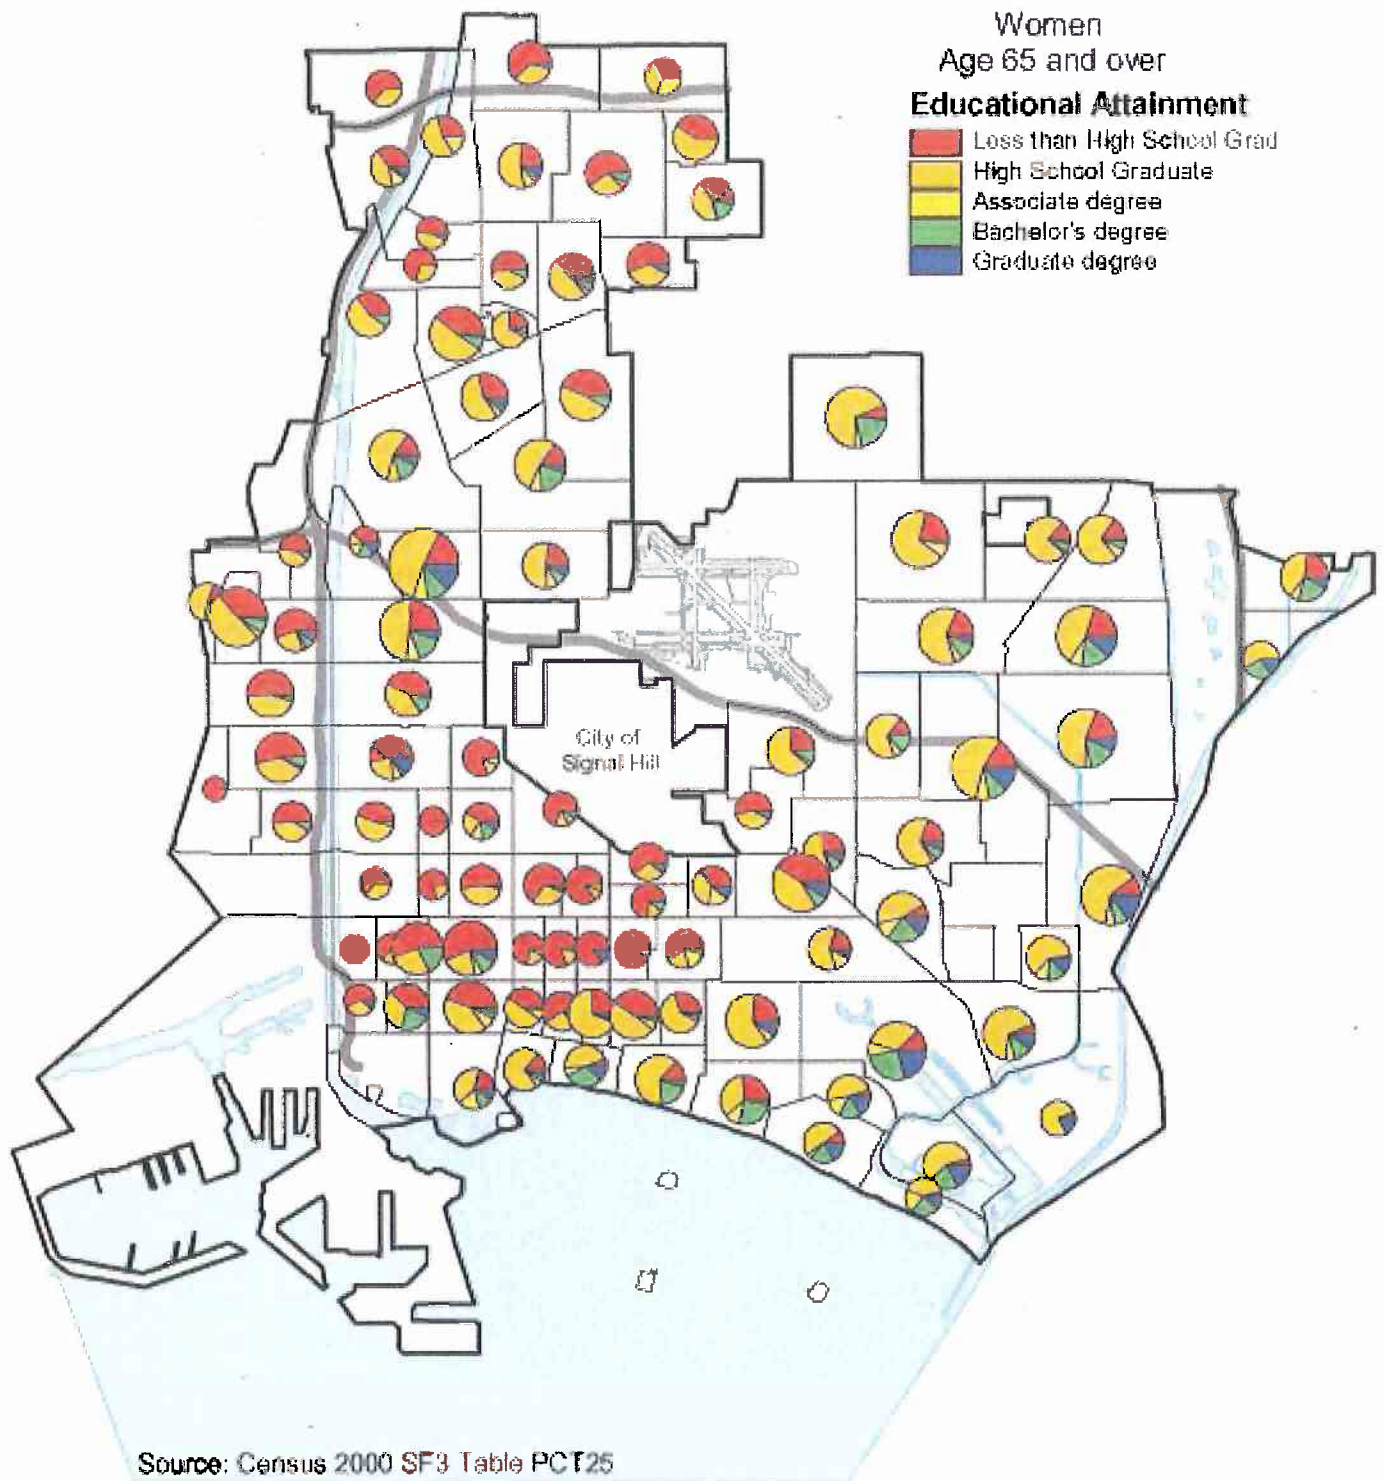 Women
Age 65 and over
Educational Attainment
Less than High School Grad
High School Graduate
Associate degree
Bachelor's degree
Graduate degree
City of
Signal Hill
Source: Census 2000 SF3 Table PCT25